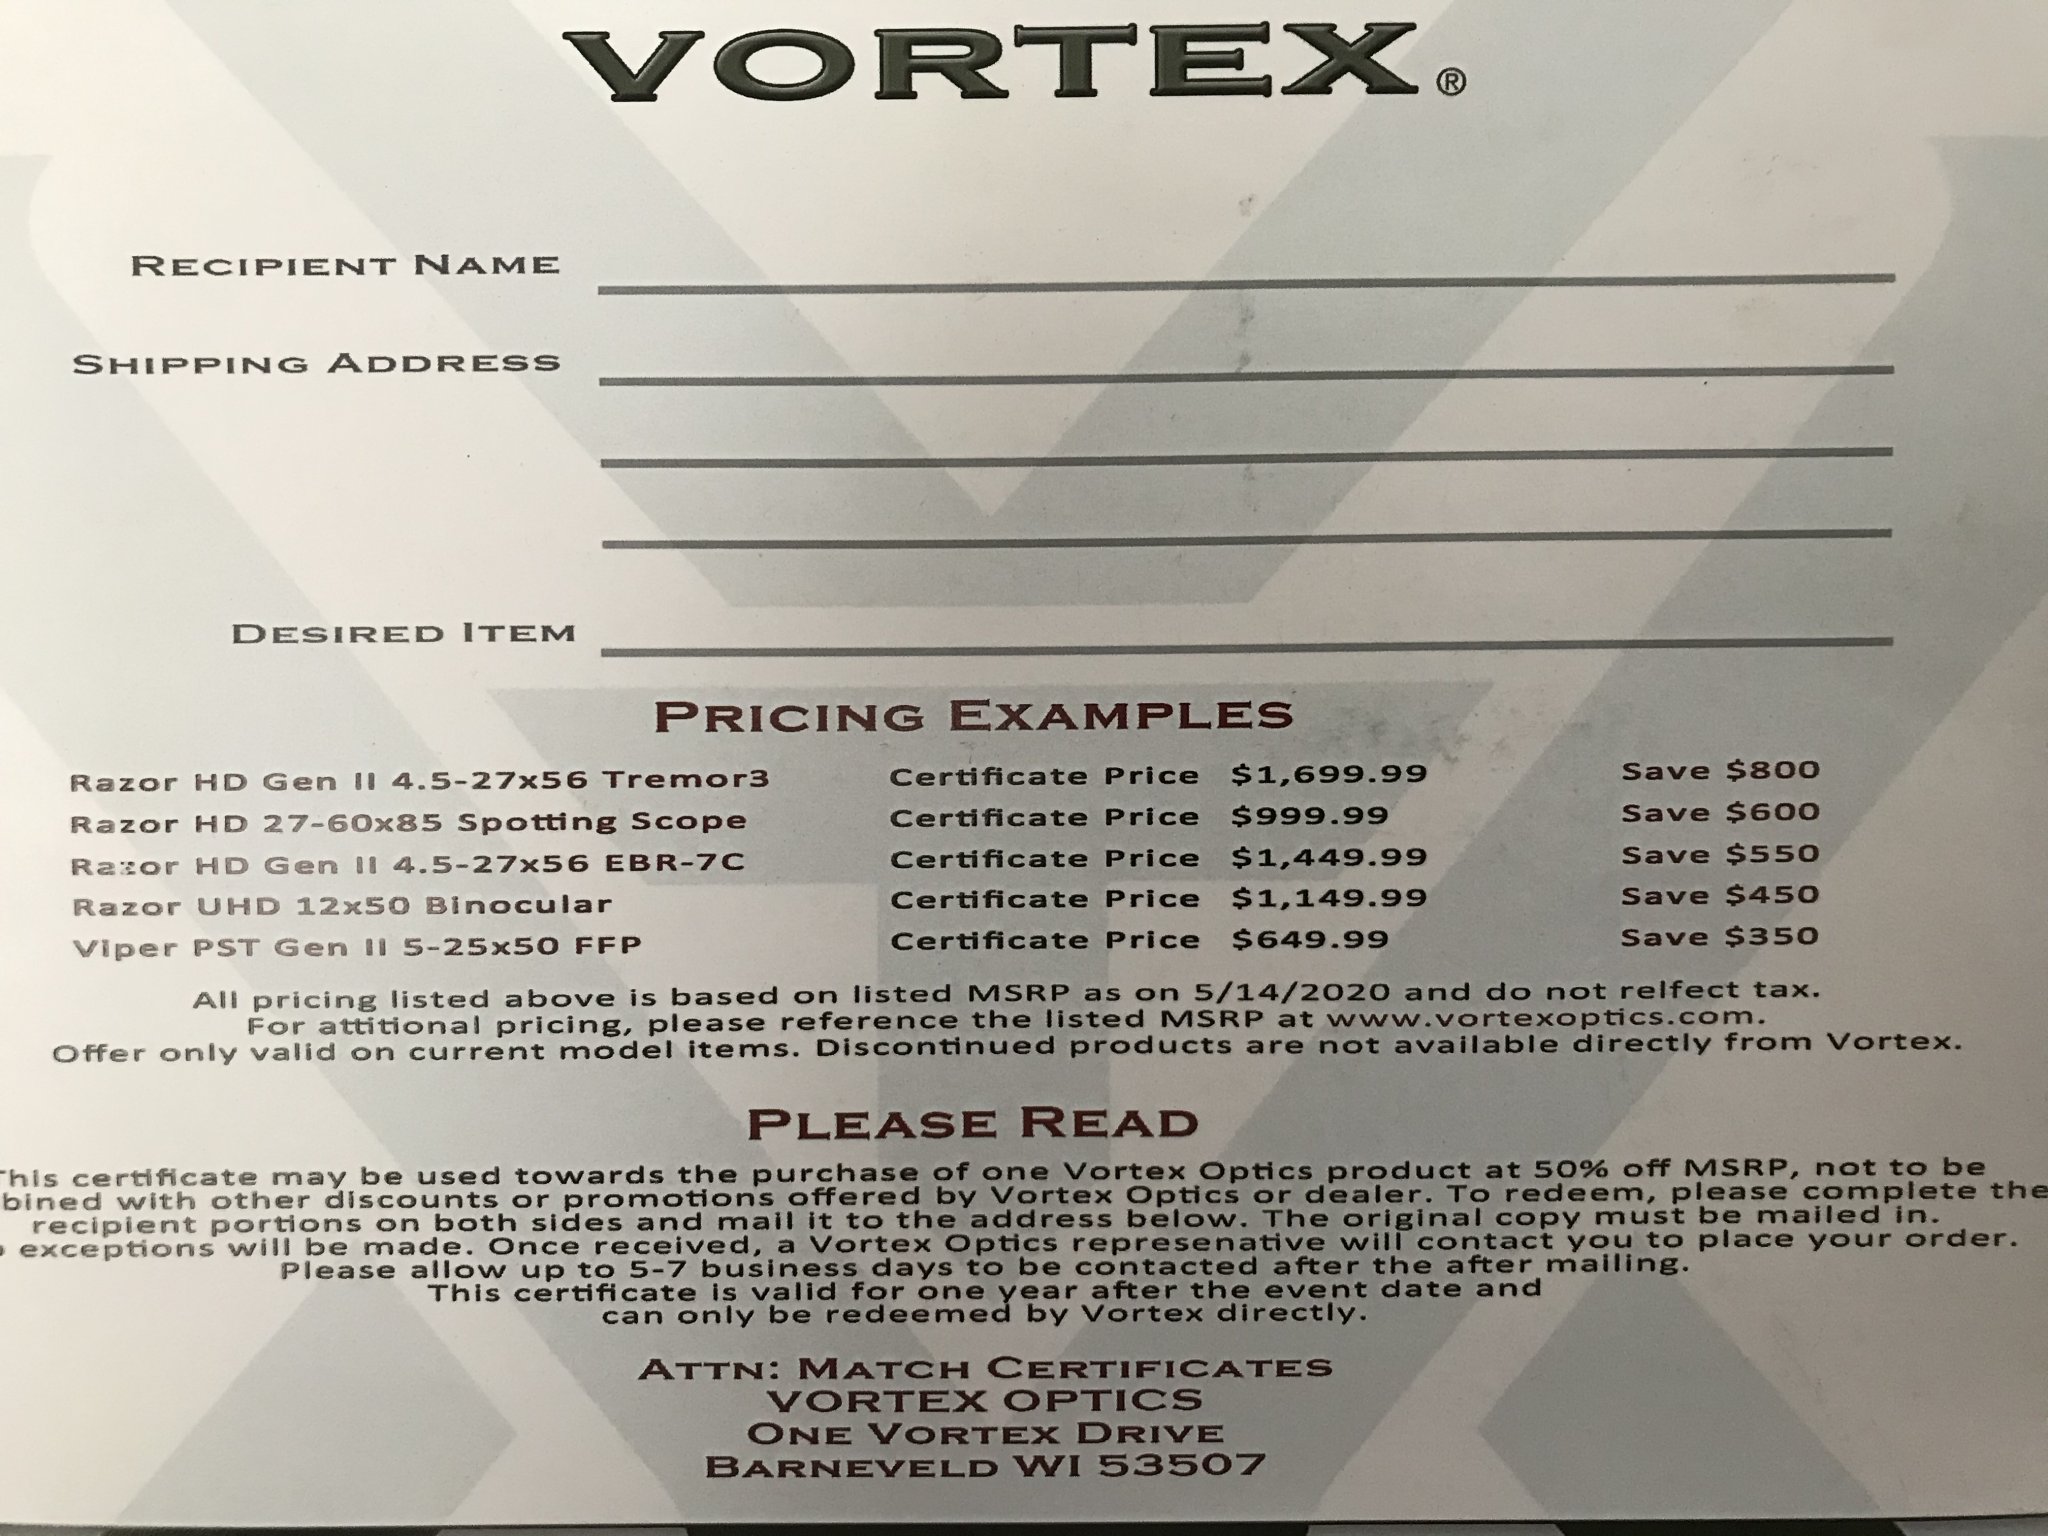 VORTEX®
RECIPIENT NAME
SHIPPING ADDRESS
DESIRED ITEM
PRICING EXAMPLES
Razor HD Gen II 4.5-27x56 Tremor3 Certificate Price $1,699.99 Save $800
Razor HD 27-60x85 Spotting Scope Certificate Price $999.99 Save $600
Razor HD Gen II 4.5-27x56 EBR-7C Certificate Price $1,449.99 Save $550
Razor UHD 12x50 Binocular Certificate Price $1,149.99 Save $450
Viper PST Gen II 5-25x50 FFP Certificate Price $649.99 Save $350
All pricing listed above is based on listed MSRP as on 5/14/2020 and do not relfect tax.
For attitional pricing, please reference the listed MSRP at www.vortexoptics.com.
Offer only valid on current model items. Discontinued products are not available directly from Vortex.
PLEASE READ
This certificate may be used towards the purchase of one Vortex Optics product at 50% off MSRP, not to be
bined with other discounts or promotions offered by Vortex Optics or dealer. To redeem, please complete the
recipient portions on both sides and mail it to the address below. The original copy must be mailed in.
exceptions will be made. Once received, a Vortex Optics represenative will contact you to place your order.
Please allow up to 5-7 business days to be contacted after the after mailing.
This certificate is valid for one year after the event date and
can only be redeemed by Vortex directly.
ATTN: MATCH CERTIFICATES
VORTEX OPTICS
ONE VORTEX DRIVE
BARNEVELD WI 53507